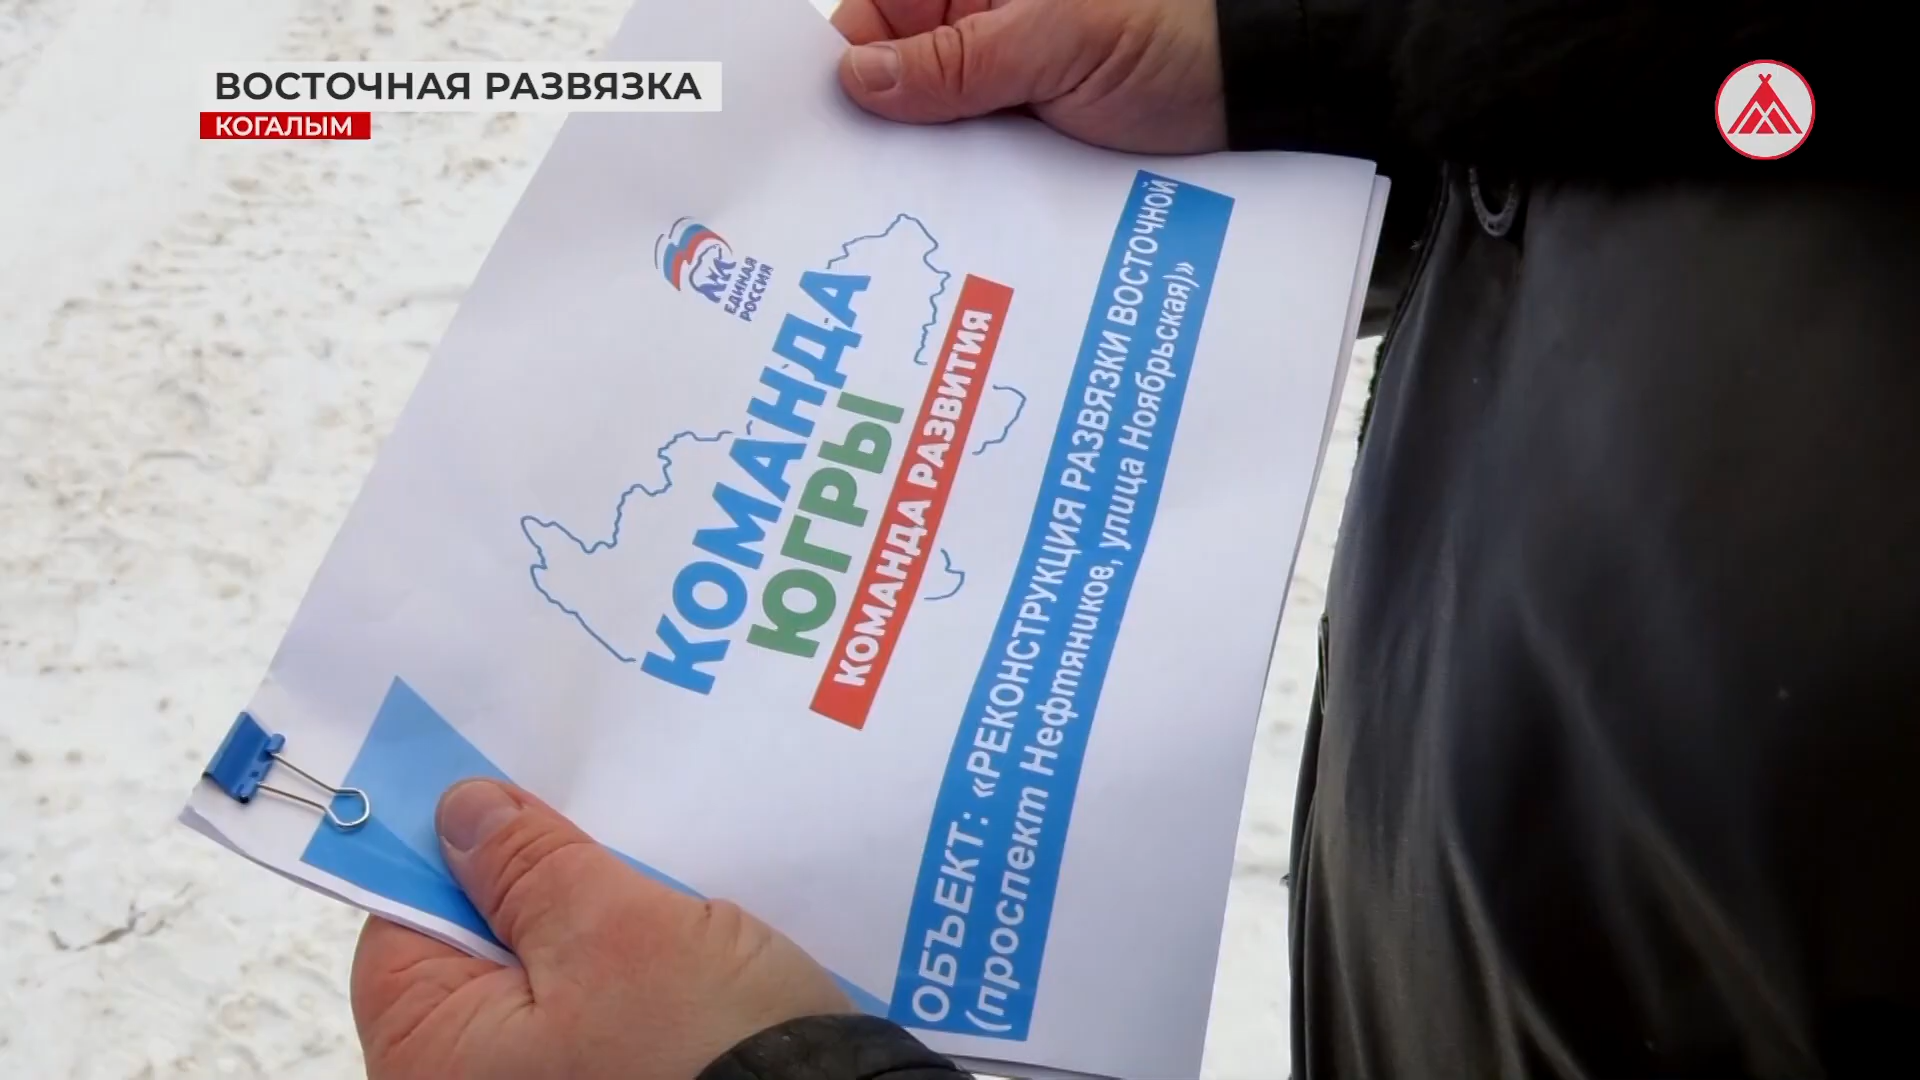 ВОСТОЧНАЯ РАЗВЯЗКА
КОГАЛЫМ
ЕДИНАЯ
РОССИЯ
КОМАНДА
ЮГРЫ
КОМАНДА РАЗВИТИЯ
ОБЪЕКТ: «РЕКОНСТРУКЦИЯ РАЗВЯЗКИ ВОСТОЧНОЙ
(проспект Нефтяников, улица Ноябрьская)»